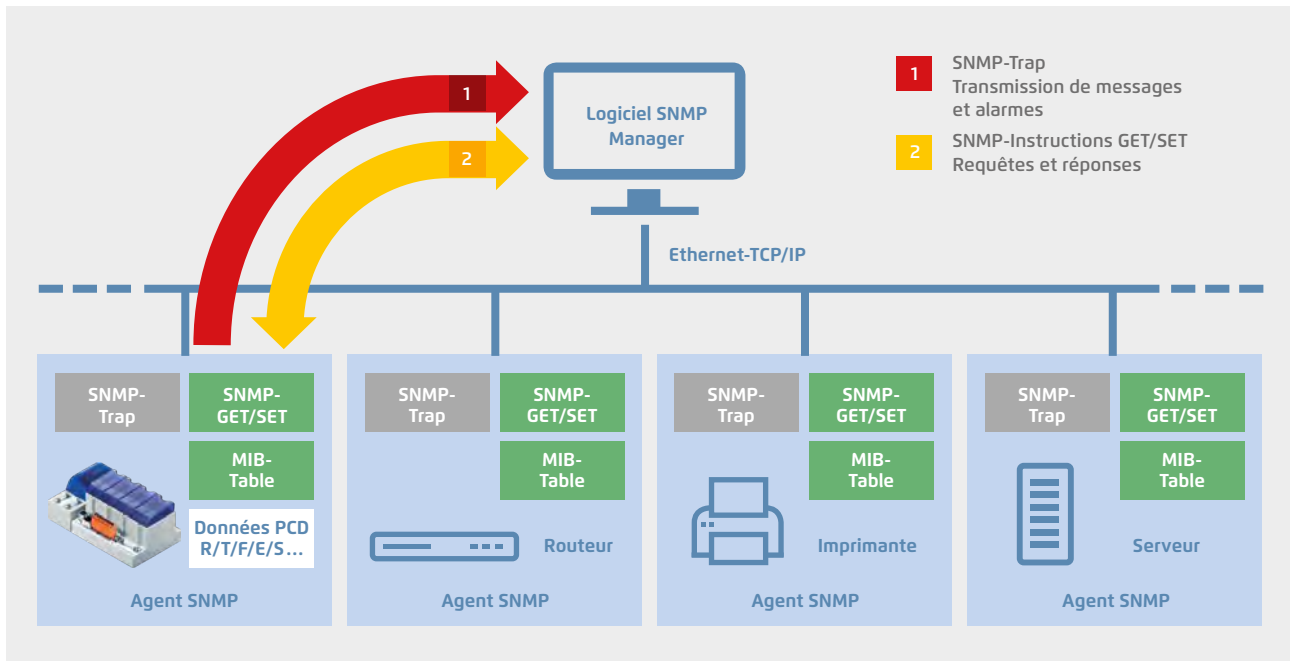 1
2
Logiciel SNMP
Manager
1
SNMP-Trap
Transmission de messages
et alarmes
2
SNMP-Instructions GET/SET
Requêtes et réponses
Ethernet-TCP/IP
SNMP-
Trap
SNMP-
GET/SET
MIB-
Table
Données PCD
R/T/F/E/S...
Agent SNMP
SNMP-
Trap
SNMP-
GET/SET
MIB-
Table
Routeur
Agent SNMP
SNMP-
Trap
SNMP-
GET/SET
MIB-
Table
Imprimante
Agent SNMP
SNMP-
Trap
SNMP-
GET/SET
MIB-
Table
Serveur
Agent SNMP